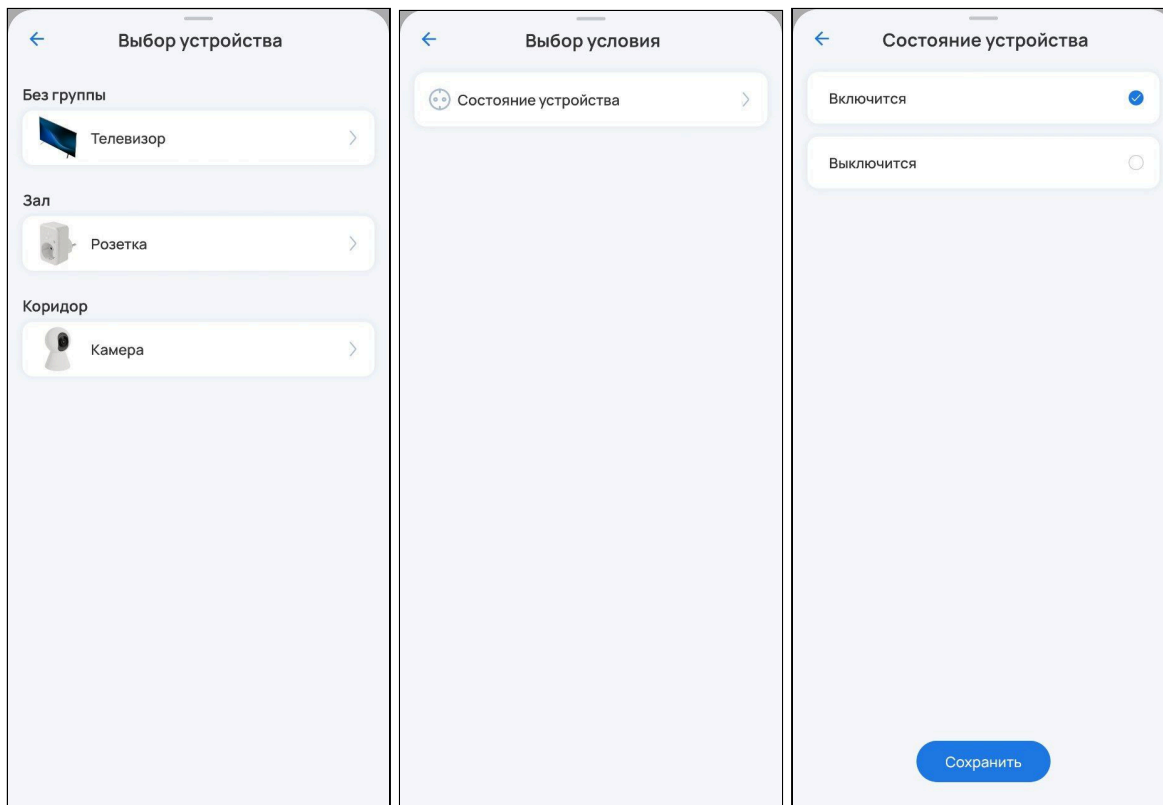 Выбор устройства
Без группы
Телевизор
Зал
Розетка
Коридор
Камера
Выбор условия
Состояние устройства
Состояние устройства
Включится
Выключится
Сохранить